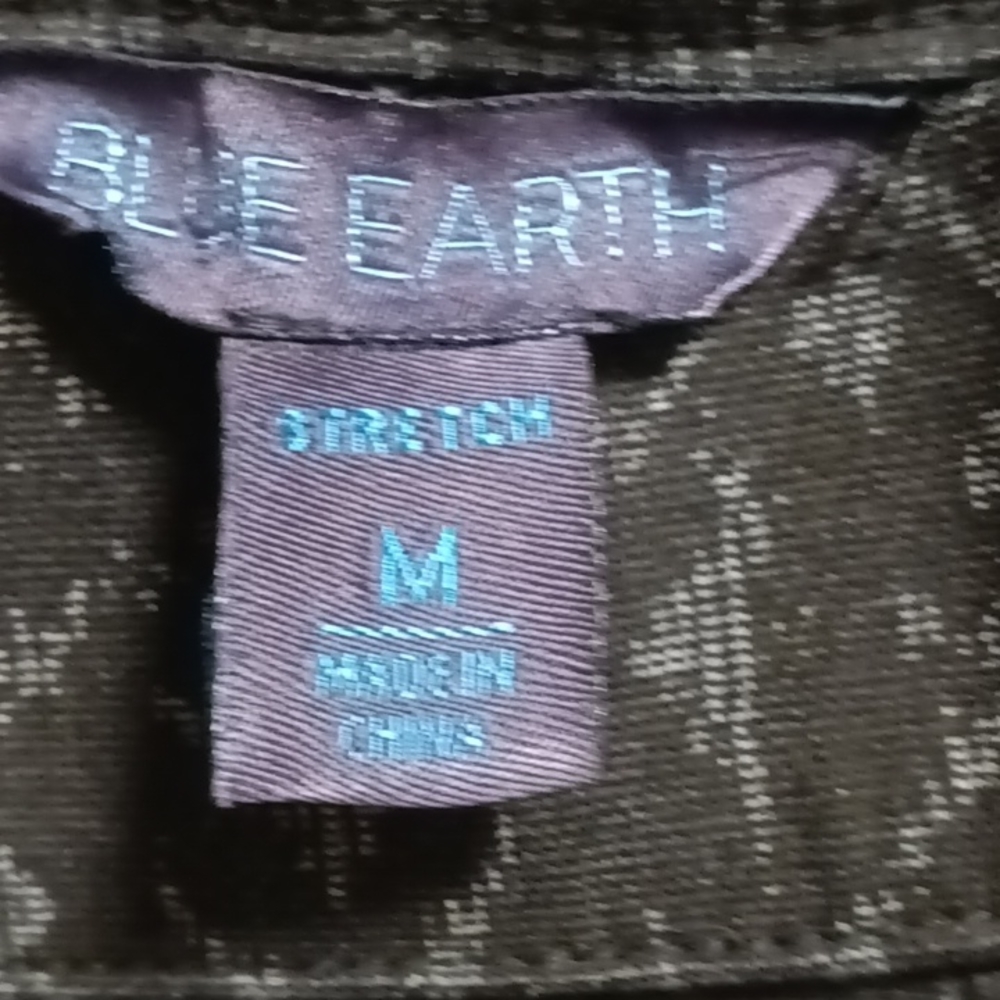 BLUE EARTH
STRETCH
M
MADE IN
CHINA